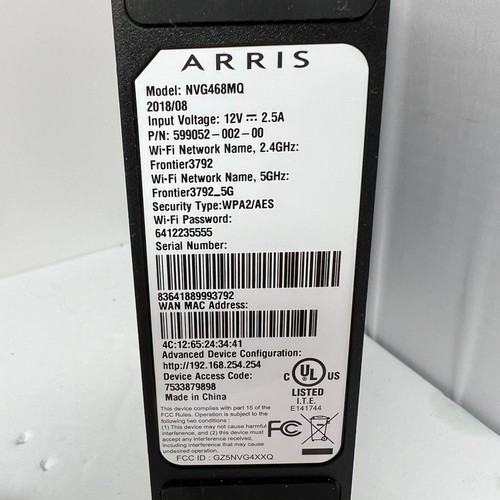 ARRIS
Model: NVG468MQ
2018/08
Input Voltage: 12V ⎓ 2.5A
P/N: 599052-002-00
Wi-Fi Network Name, 2.4GHz:
Frontier3792
Wi-Fi Network Name, 5GHz:
Frontier3792_5G
Security Type:WPA2/AES
Wi-Fi Password:
6412235555
Serial Number:
83641889993792
WAN MAC Address:
4C:12:65:24:34:41
Advanced Device Configuration:
http://192.168.254.254
Device Access Code:
7533879898
Made in China
This device complies with part 15 of the
FCC Rules. Operation is subject to the
following two conditions :
(1) This device may not cause harmful
interference, and (2) this device must
accept any interference received,
including interference that may cause
undesired operation.
FCC ID : GZ5NVG4XXQ
C UL US
LISTED
I.T.E.
E141744
FC